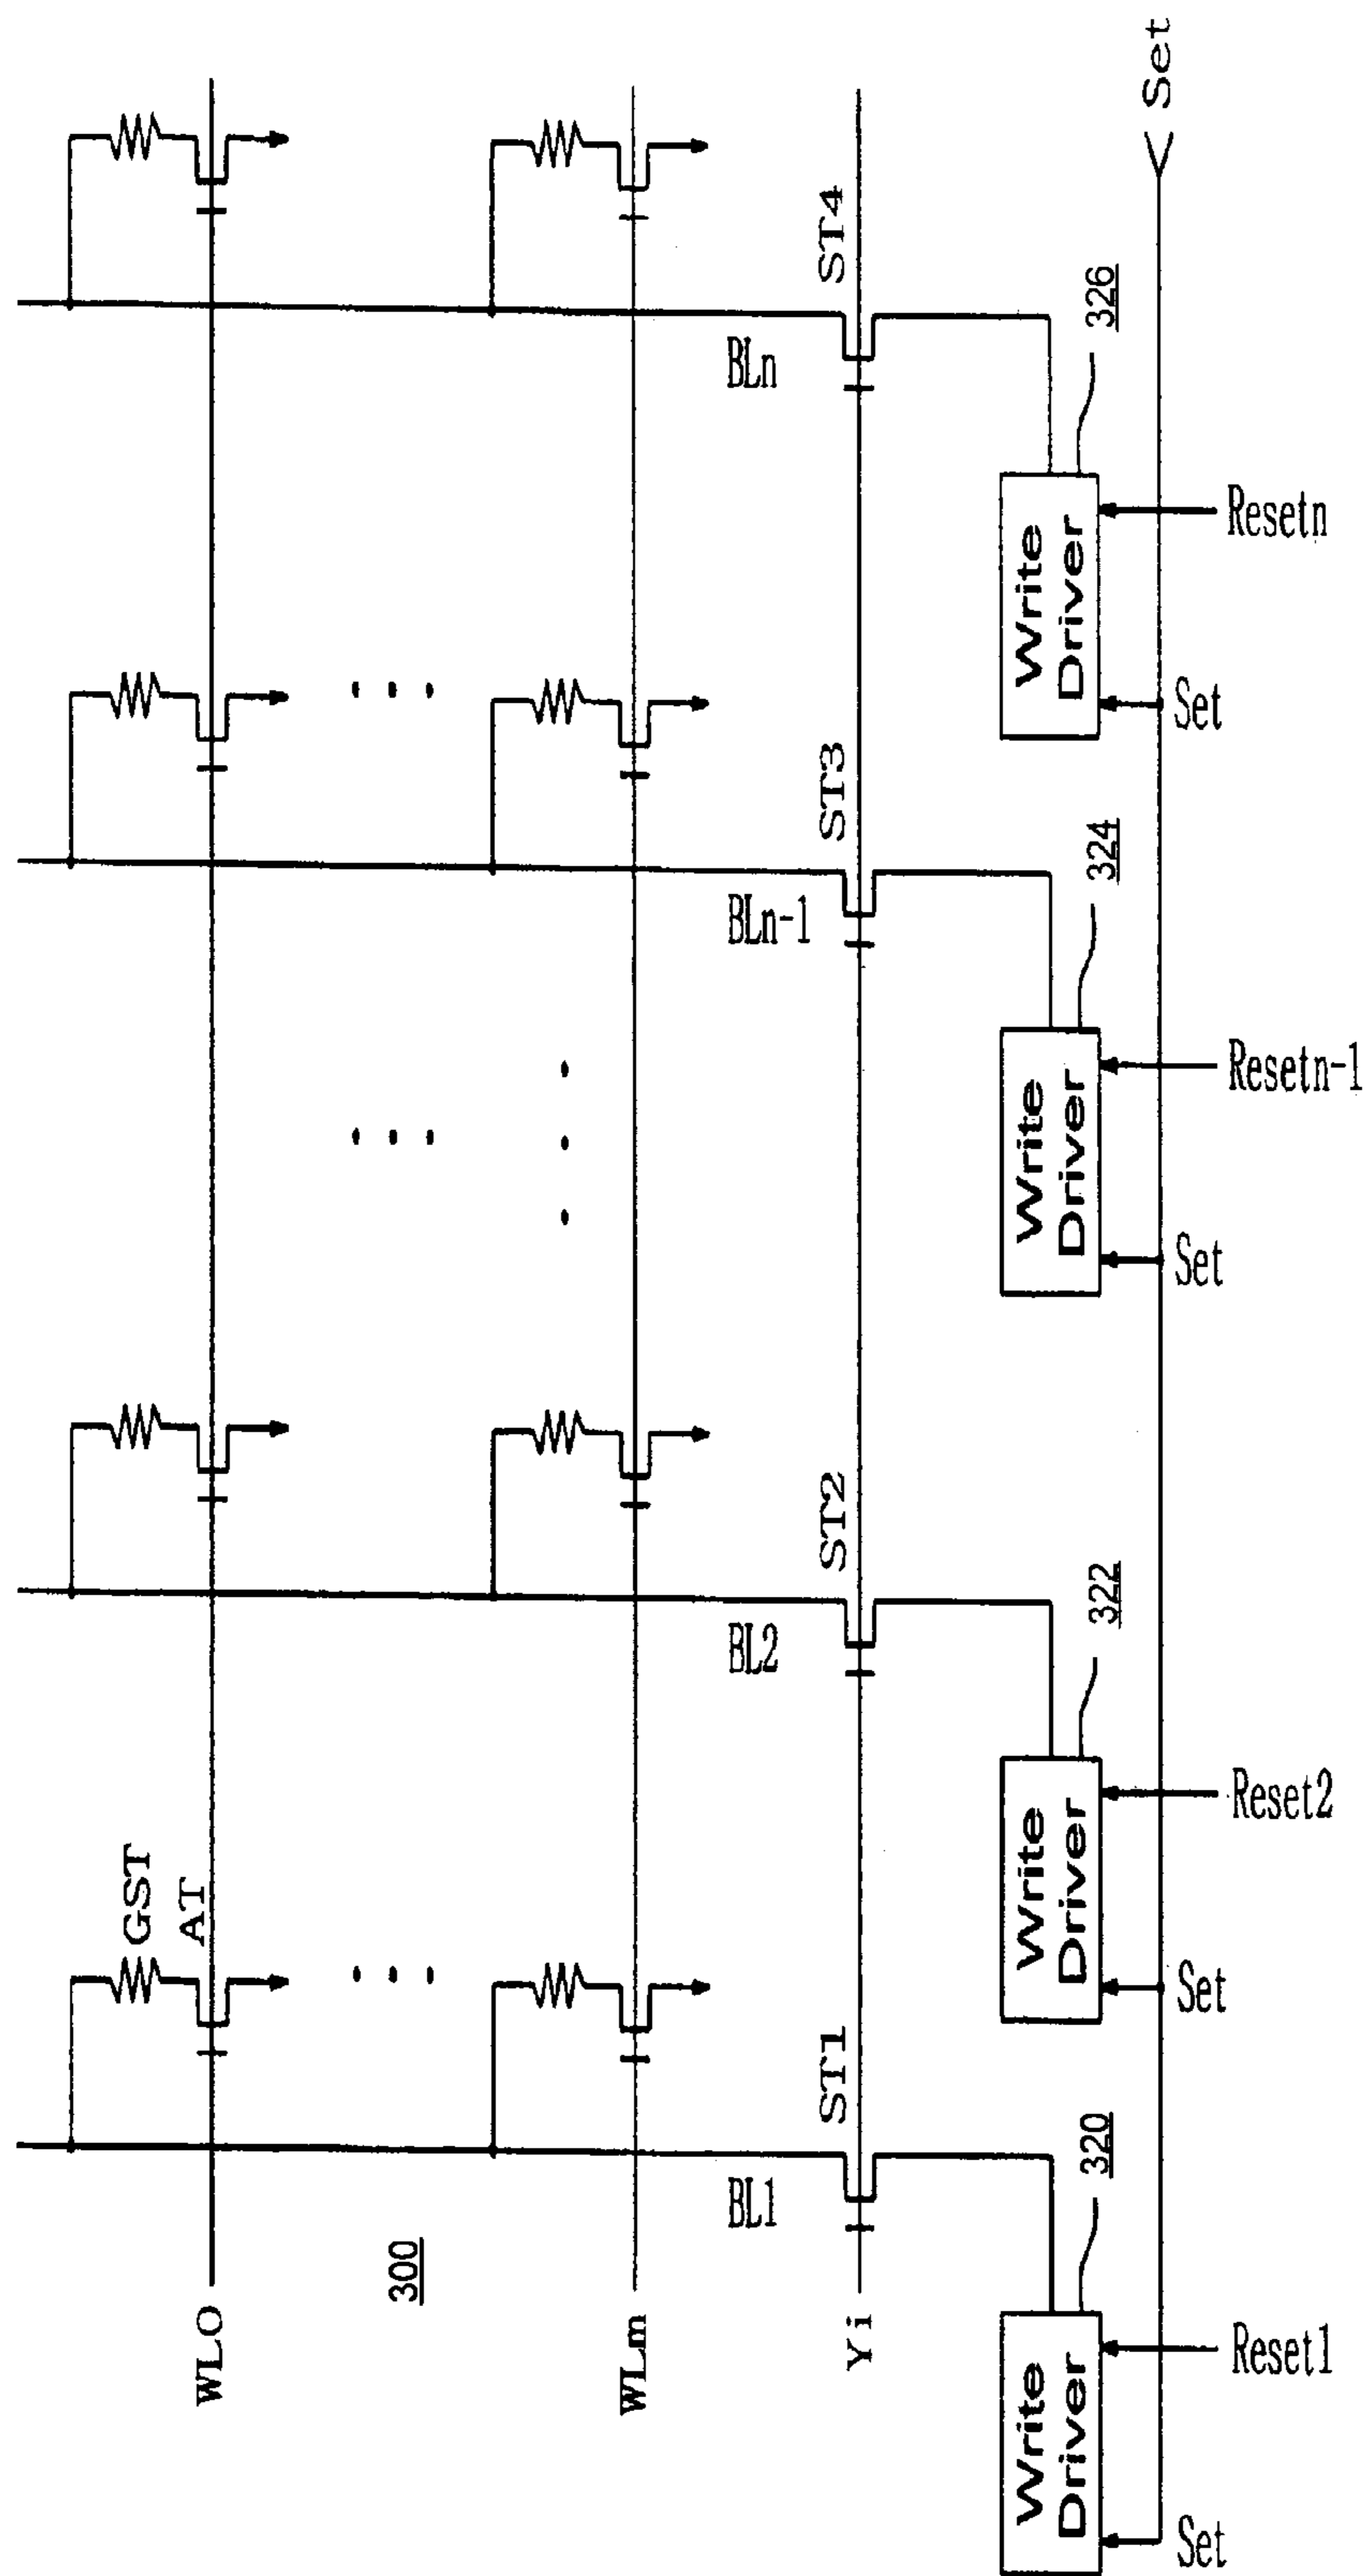 GST
AT
WLO
300
WLm
BL1
BL2
BLn-1
BLn
Yi
ST1
ST2
ST3
ST4
Write
Driver
320
Write
Driver
322
Write
Driver
324
Write
Driver
326
Set
Reset1
Set
Reset2
Set
Resetn-1
Set
Resetn
Set